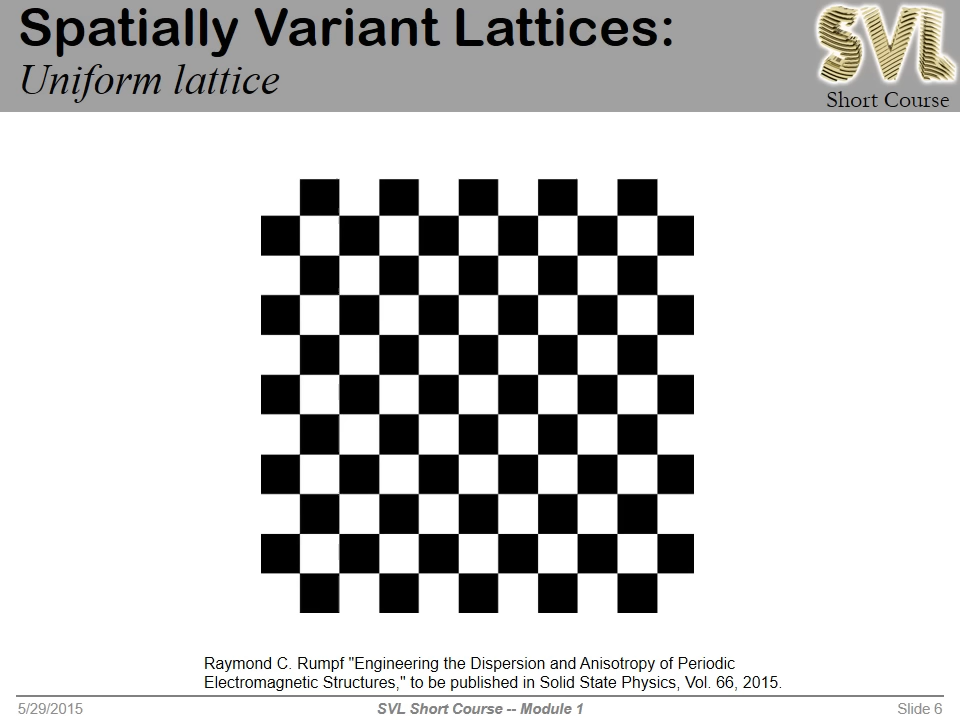 Spatially Variant Lattices:
Uniform lattice
SVL
Short Course
Raymond C. Rumpf "Engineering the Dispersion and Anisotropy of Periodic
Electromagnetic Structures," to be published in Solid State Physics, Vol. 66, 2015.
5/29/2015
SVL Short Course -- Module 1
Slide 6